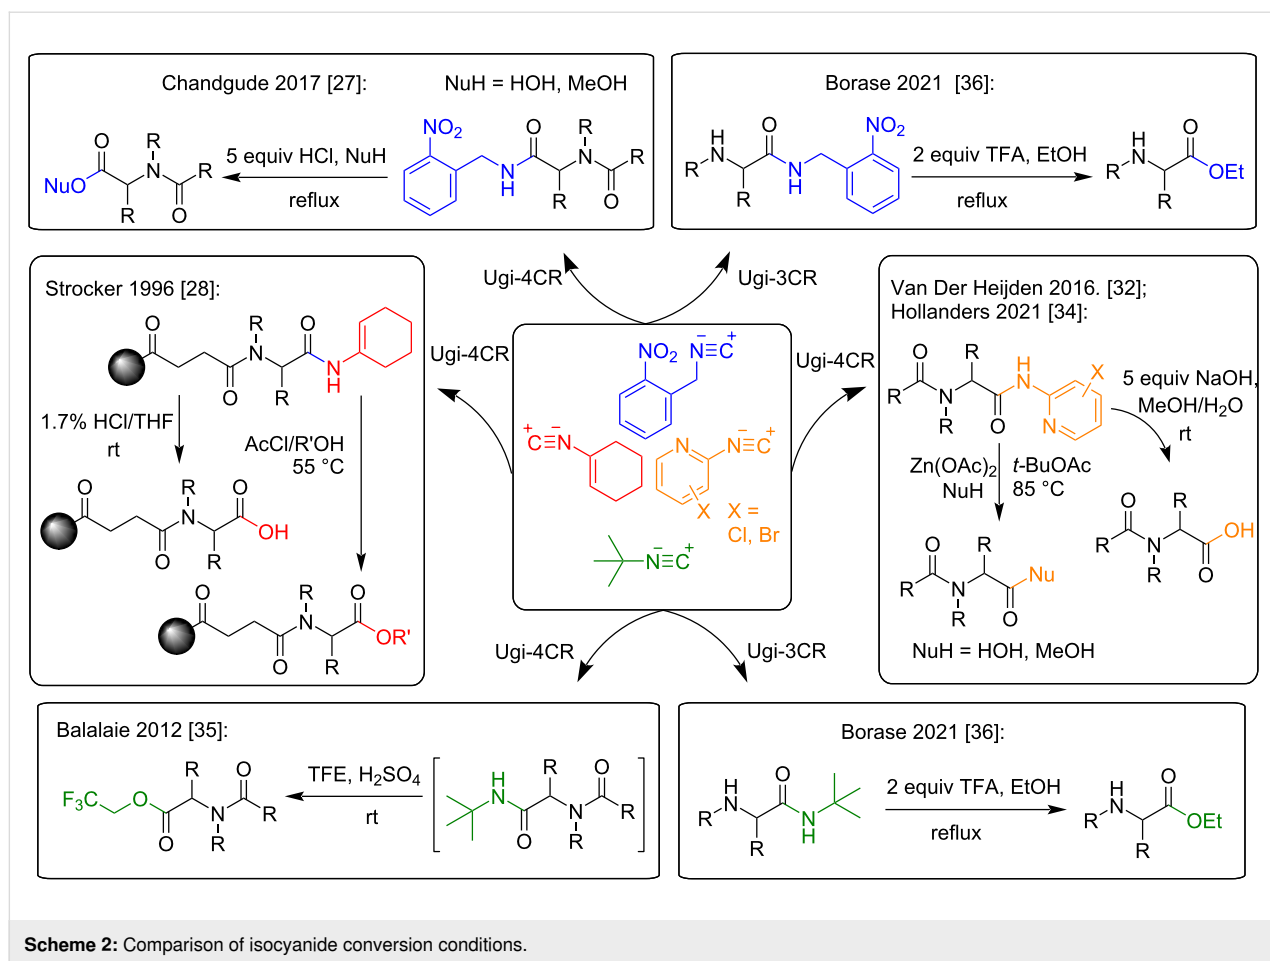 Chandgude 2017 [27]:
NuH = HOH, MeOH
O
R
NuO
N
R
R
O
5 equiv HCl, NuH
reflux
NO2
N
H
O
R
N
R
R
O
Borase 2021 [36]:
H
N
R
R
O
N
H
NO2
2 equiv TFA, EtOH
reflux
H
N
R
R
O
OEt
Ugi-4CR
Ugi-3CR
Strocker 1996 [28]:
O
R
N
O
R
O
N
H
1.7% HCl/THF
rt
AcCl/R'OH
55 °C
O
R
N
O
R
O
OH
O
R
N
O
R
O
OR'
Ugi-4CR
NO2
− +
N≡C
+ −
C≡N
N
− +
N≡C
X
X =
Cl, Br
− +
N≡C
Ugi-4CR
Van Der Heijden 2016. [32];
Hollanders 2021 [34]:
O
R
R
N
R
O
H
N
N
X
5 equiv NaOH,
MeOH/H2O
rt
Zn(OAc)2
NuH
t-BuOAc
85 °C
O
R
R
N
R
O
OH
O
R
R
N
R
O
Nu
NuH = HOH, MeOH
Ugi-4CR
Ugi-3CR
Balalaie 2012 [35]:
F3C
O
O
R
N
R
O
R
TFE, H2SO4
rt
H
N
O
R
N
R
O
R
Borase 2021 [36]:
R
H
N
R
O
N
H
2 equiv TFA, EtOH
reflux
R
H
N
R
O
OEt
Scheme 2: Comparison of isocyanide conversion conditions.